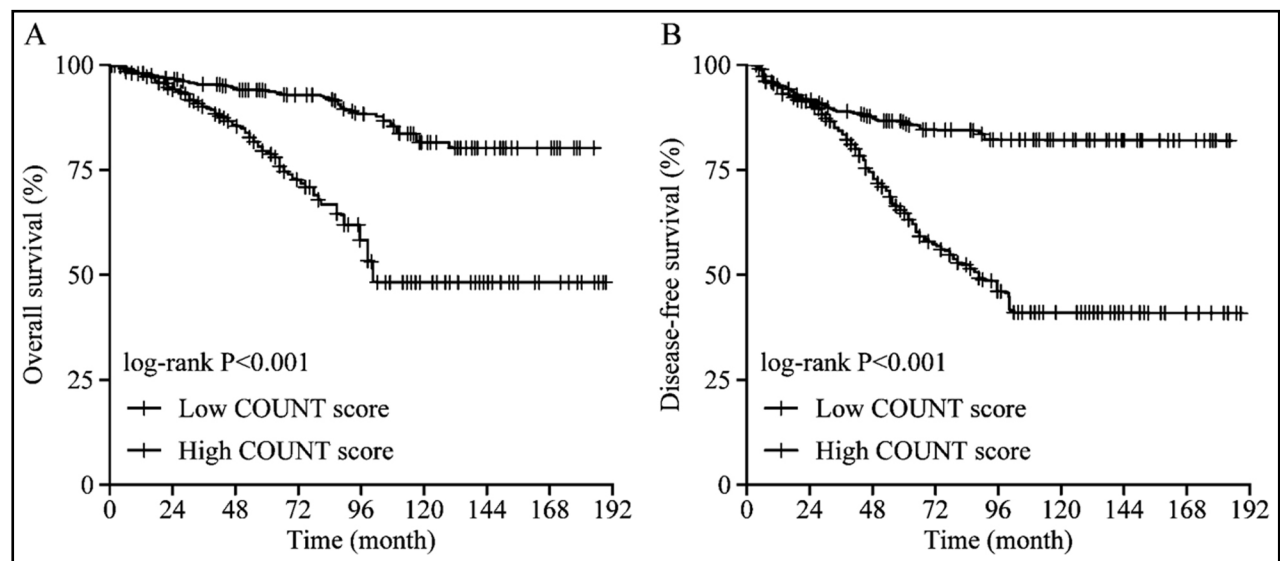 A
Overall survival (%)
100
75
50
25
0
log-rank P<0.001
Low COUNT score
High COUNT score
0 24 48 72 96 120 144 168 192
Time (month)
B
Disease-free survival (%)
100
75
50
25
0
log-rank P<0.001
Low COUNT score
High COUNT score
0 24 48 72 96 120 144 168 192
Time (month)